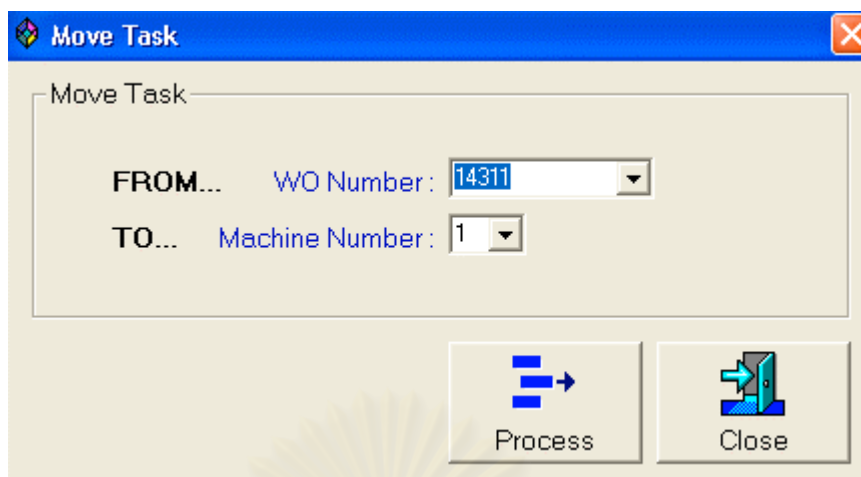 Move Task
Move Task
FROM... WO Number : 14311
TO... Machine Number : 1
Process Close